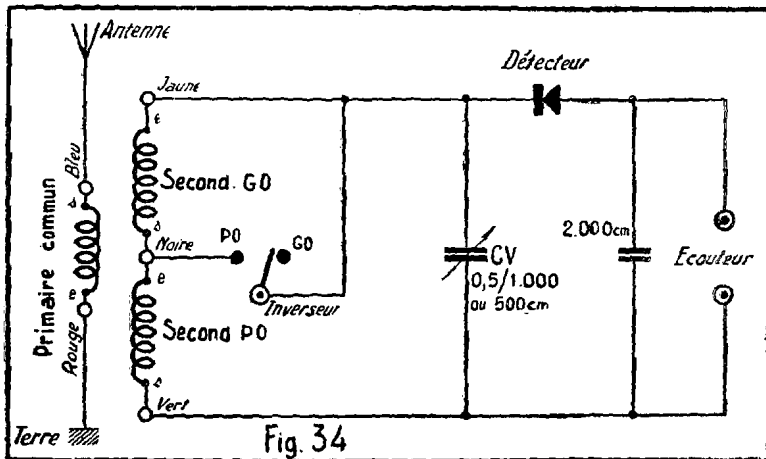 Antenne
Bleu
s
e
Primaire commun
Rouge
Terre
Jaune
E
Second. GO
s
Noire
e
Second PO
s
Vert
PO
GO
Inverseur
Détecteur
CV
0,5/1.000
ou 500cm
2.000cm
Ecouteur
Fig. 34